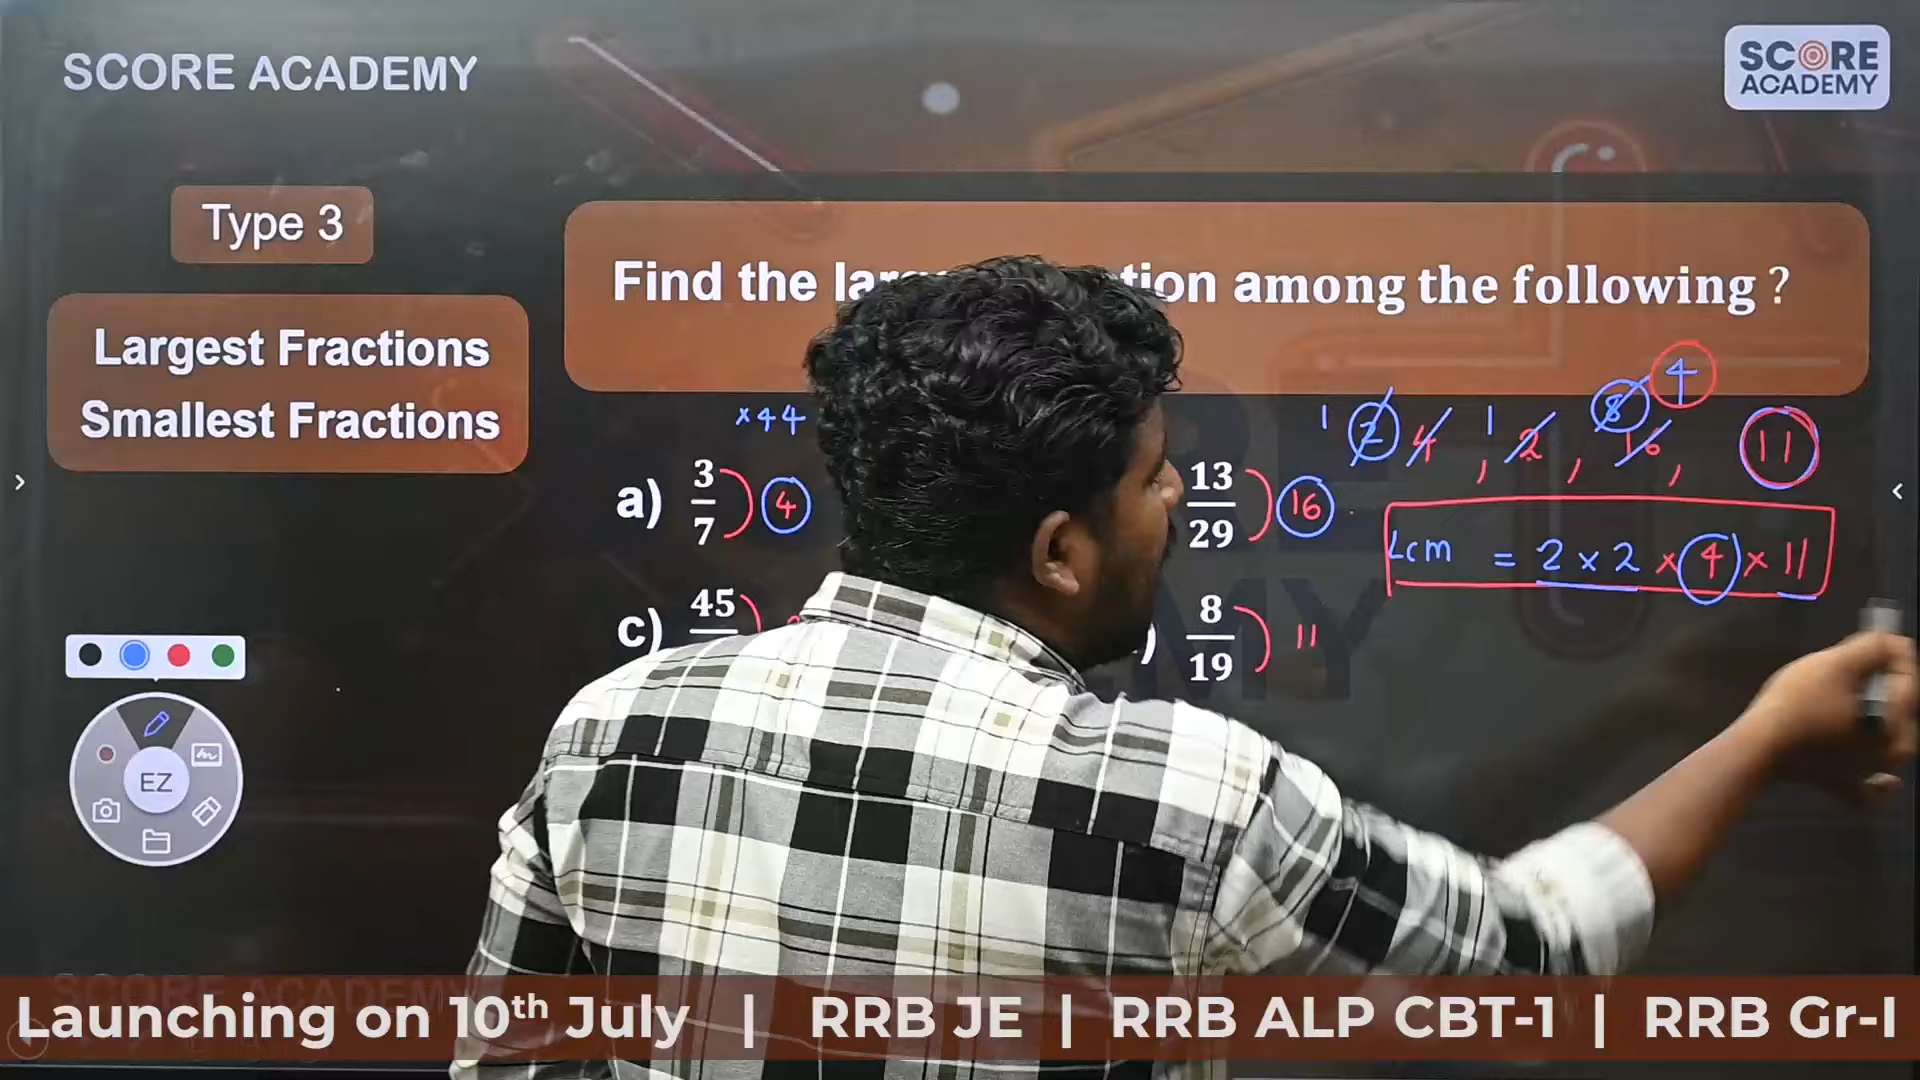 SCORE ACADEMY
SCORE
ACADEMY
Type 3
Largest Fractions
Smallest Fractions
Find the lar tion among the following ?
×44
a) 3/7 4
13/29 16
1 2 4 , 1 2 , 8 16 , 4 11
Lcm = 2 × 2 × 4 × 11
c) 45
) 8/19 11
EZ
Launching on 10th July | RRB JE | RRB ALP CBT-1 | RRB Gr-I